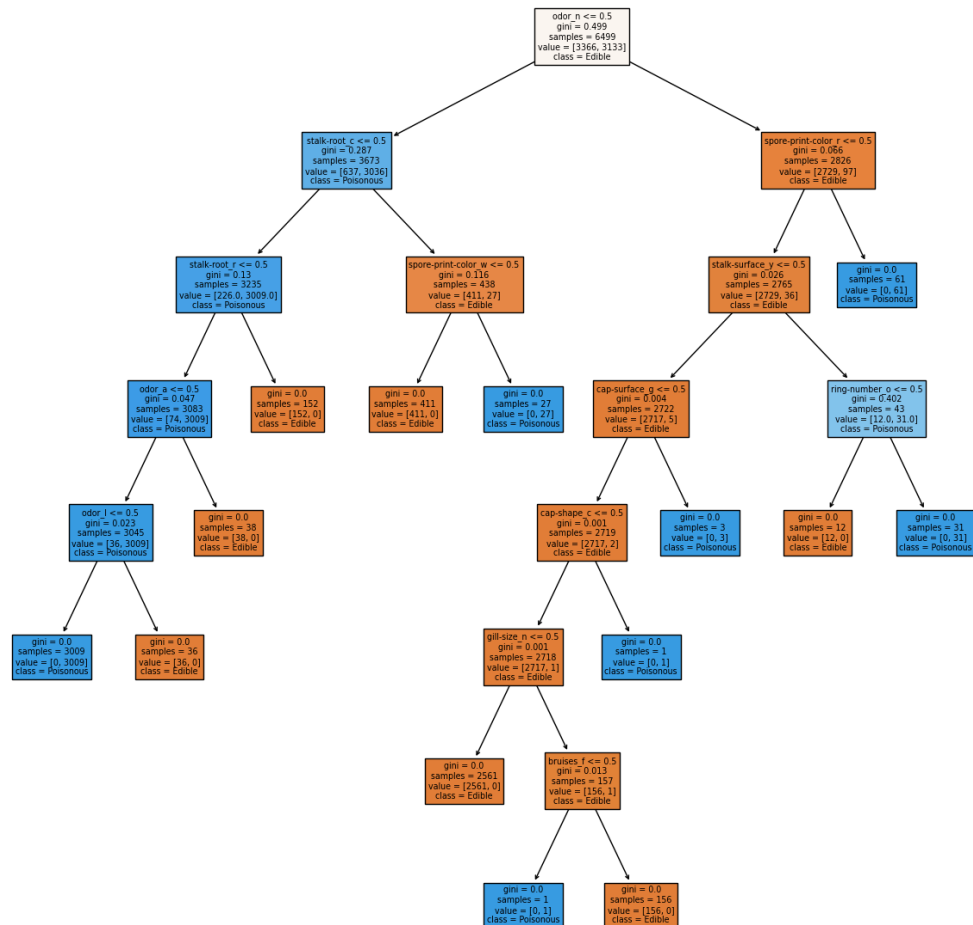 odor_n <= 0.5
gini = 0.499
samples = 6499
value = [3366, 3133]
class = Edible
stalk-root_c <= 0.5
gini = 0.287
samples = 3673
value = [637, 3036]
class = Poisonous
spore-print-color_r <= 0.5
gini = 0.066
samples = 2826
value = [2729, 97]
class = Edible
stalk-root_r <= 0.5
gini = 0.13
samples = 3235
value = [226.0, 3009.0]
class = Poisonous
spore-print-color_w <= 0.5
gini = 0.116
samples = 438
value = [411, 27]
class = Edible
stalk-surface_y <= 0.5
gini = 0.026
samples = 2765
value = [2729, 36]
class = Edible
gini = 0.0
samples = 61
value = [0, 61]
class = Poisonous
odor_a <= 0.5
gini = 0.047
samples = 3083
value = [74, 3009]
class = Poisonous
gini = 0.0
samples = 152
value = [152, 0]
class = Edible
gini = 0.0
samples = 411
value = [411, 0]
class = Edible
gini = 0.0
samples = 27
value = [0, 27]
class = Poisonous
cap-surface_g <= 0.5
gini = 0.004
samples = 2722
value = [2717, 5]
class = Edible
ring-number_o <= 0.5
gini = 0.402
samples = 43
value = [12.0, 31.0]
class = Poisonous
odor_l <= 0.5
gini = 0.023
samples = 3045
value = [36, 3009]
class = Poisonous
gini = 0.0
samples = 38
value = [38, 0]
class = Edible
cap-shape_c <= 0.5
gini = 0.001
samples = 2719
value = [2717, 2]
class = Edible
gini = 0.0
samples = 3
value = [0, 3]
class = Poisonous
gini = 0.0
samples = 12
value = [12, 0]
class = Edible
gini = 0.0
samples = 31
value = [0, 31]
class = Poisonous
gini = 0.0
samples = 3009
value = [0, 3009]
class = Poisonous
gini = 0.0
samples = 36
value = [36, 0]
class = Edible
gill-size_n <= 0.5
gini = 0.001
samples = 2718
value = [2717, 1]
class = Edible
gini = 0.0
samples = 1
value = [0, 1]
class = Poisonous
gini = 0.0
samples = 2561
value = [2561, 0]
class = Edible
bruises_f <= 0.5
gini = 0.013
samples = 157
value = [156, 1]
class = Edible
gini = 0.0
samples = 1
value = [0, 1]
class = Poisonous
gini = 0.0
samples = 156
value = [156, 0]
class = Edible